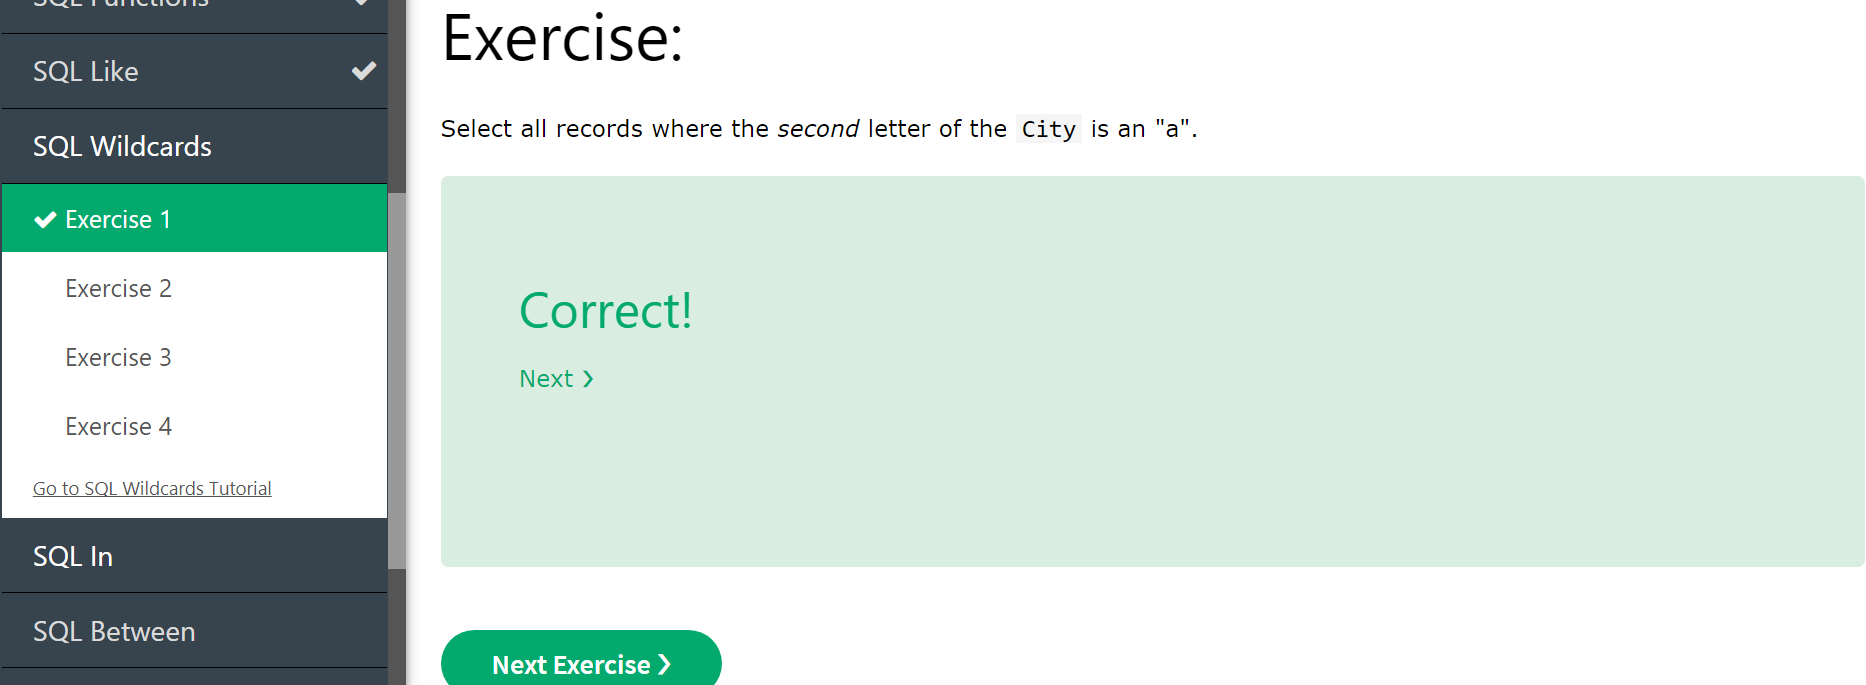 SQL Functions
SQL Like
SQL Wildcards
Exercise 1
Exercise 2
Exercise 3
Exercise 4
Go to SQL Wildcards Tutorial
SQL In
SQL Between
Exercise:
Select all records where the second letter of the City is an "a".
Correct!
Next ❯
Next Exercise ❯